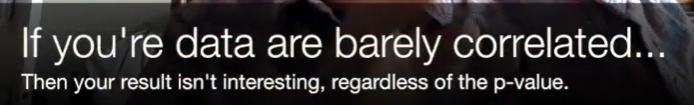 If you're data are barely correlated...
Then your result isn't interesting, regardless of the p-value.